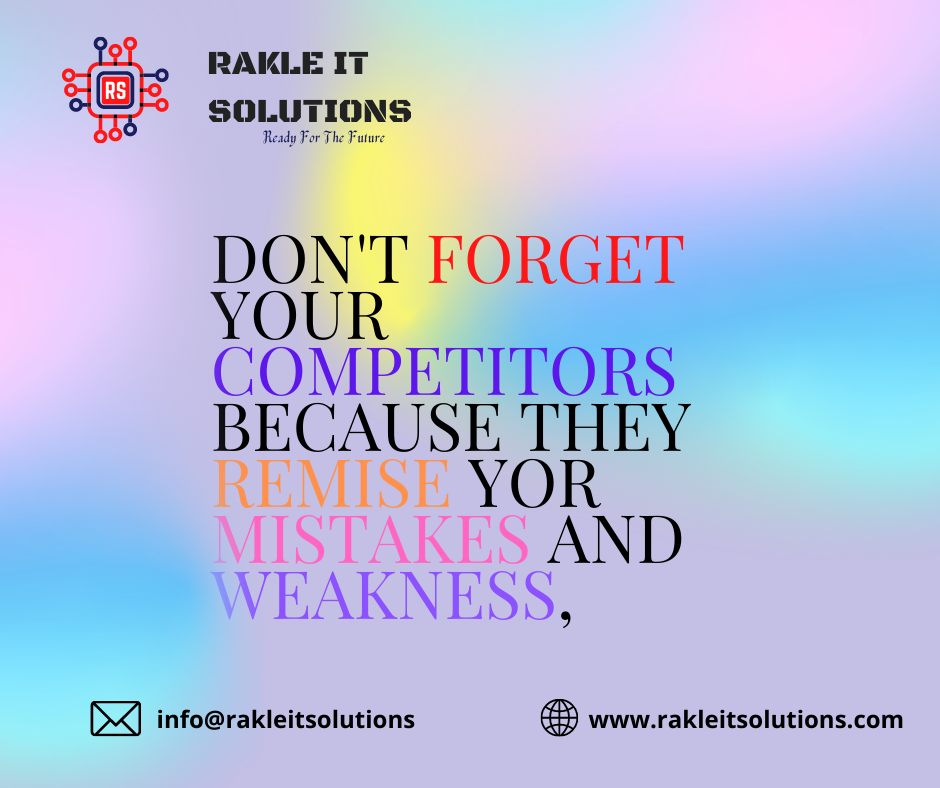 RS
RAKLE IT
SOLUTIONS
Ready For The Future
DON'T FORGET
YOUR
COMPETITORS
BECAUSE THEY
REMISE YOR
MISTAKES AND
WEAKNESS,
info@rakleitsolutions
www.rakleitsolutions.com